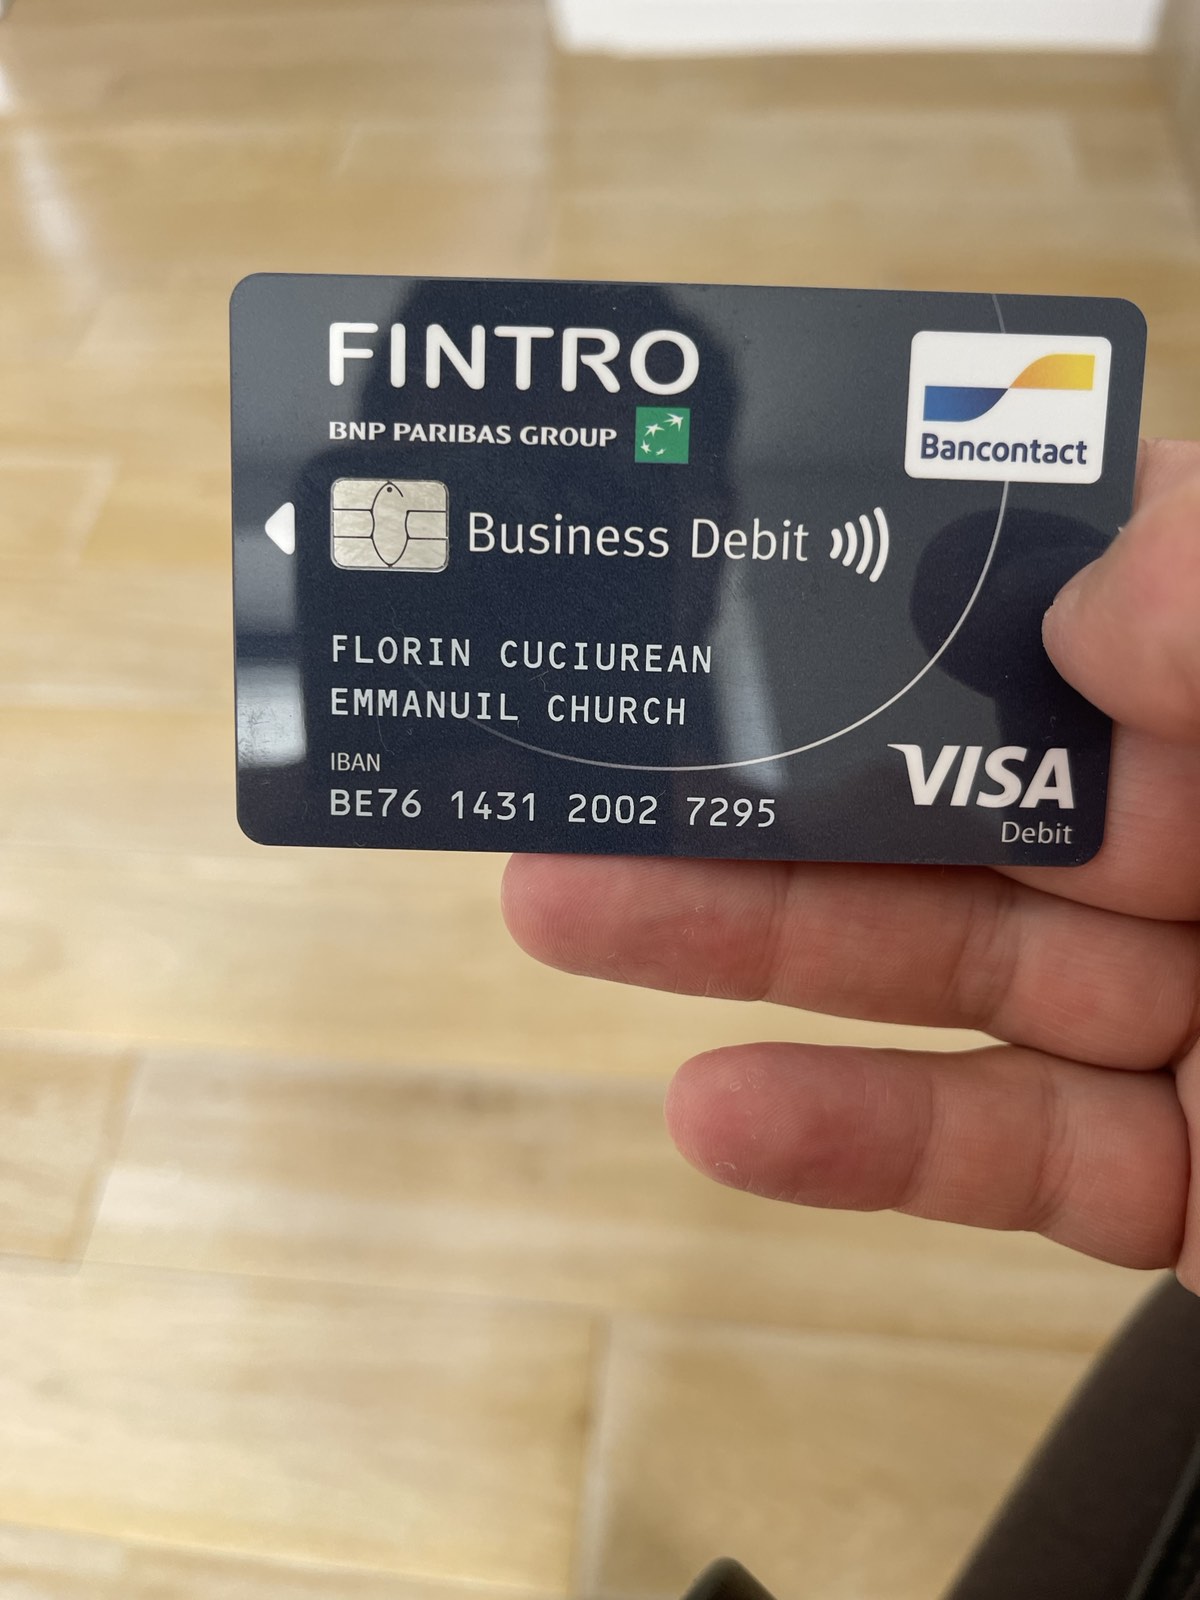 FINTRO
BNP PARIBAS GROUP
Bancontact
Business Debit
FLORIN CUCIUREAN
EMMANUIL CHURCH
IBAN
BE76 1431 2002 7295
VISA
Debit